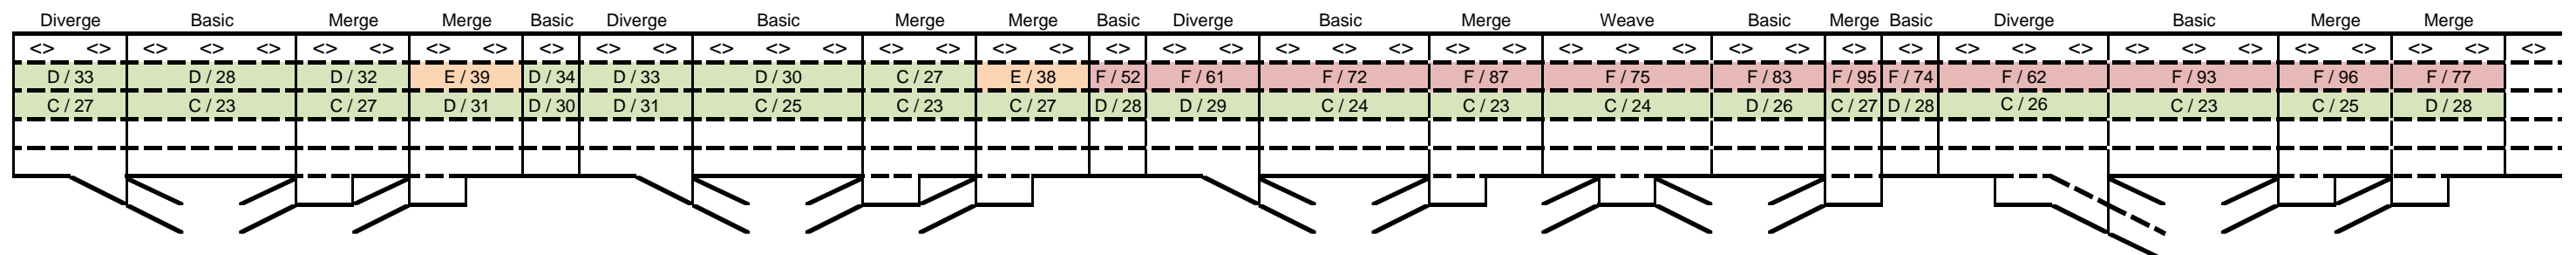 Diverge Basic Merge Merge Basic Diverge Basic Merge Merge Basic Diverge Basic Merge Weave Basic Merge Basic Diverge Basic Merge Merge
<> <> <> <> <> <> <> <> <> <> <> <> <> <> <> <> <> <> <> <> <> <> <> <> <> <> <> <> <> <> <> <> <> <> <> <> <> <> <> <> <> <> <> <> <>
D / 33 D / 28 D / 32 E / 39 D / 34 D / 33 D / 30 C / 27 E / 38 F / 52 F / 61 F / 72 F / 87 F / 75 F / 83 F / 95 F / 74 F / 62 F / 93 F / 96 F / 77
C / 27 C / 23 C / 27 D / 31 D / 30 D / 31 C / 25 C / 23 C / 27 D / 28 D / 29 C / 24 C / 23 C / 24 D / 26 C / 27 D / 28 C / 26 C / 23 C / 25 D / 28